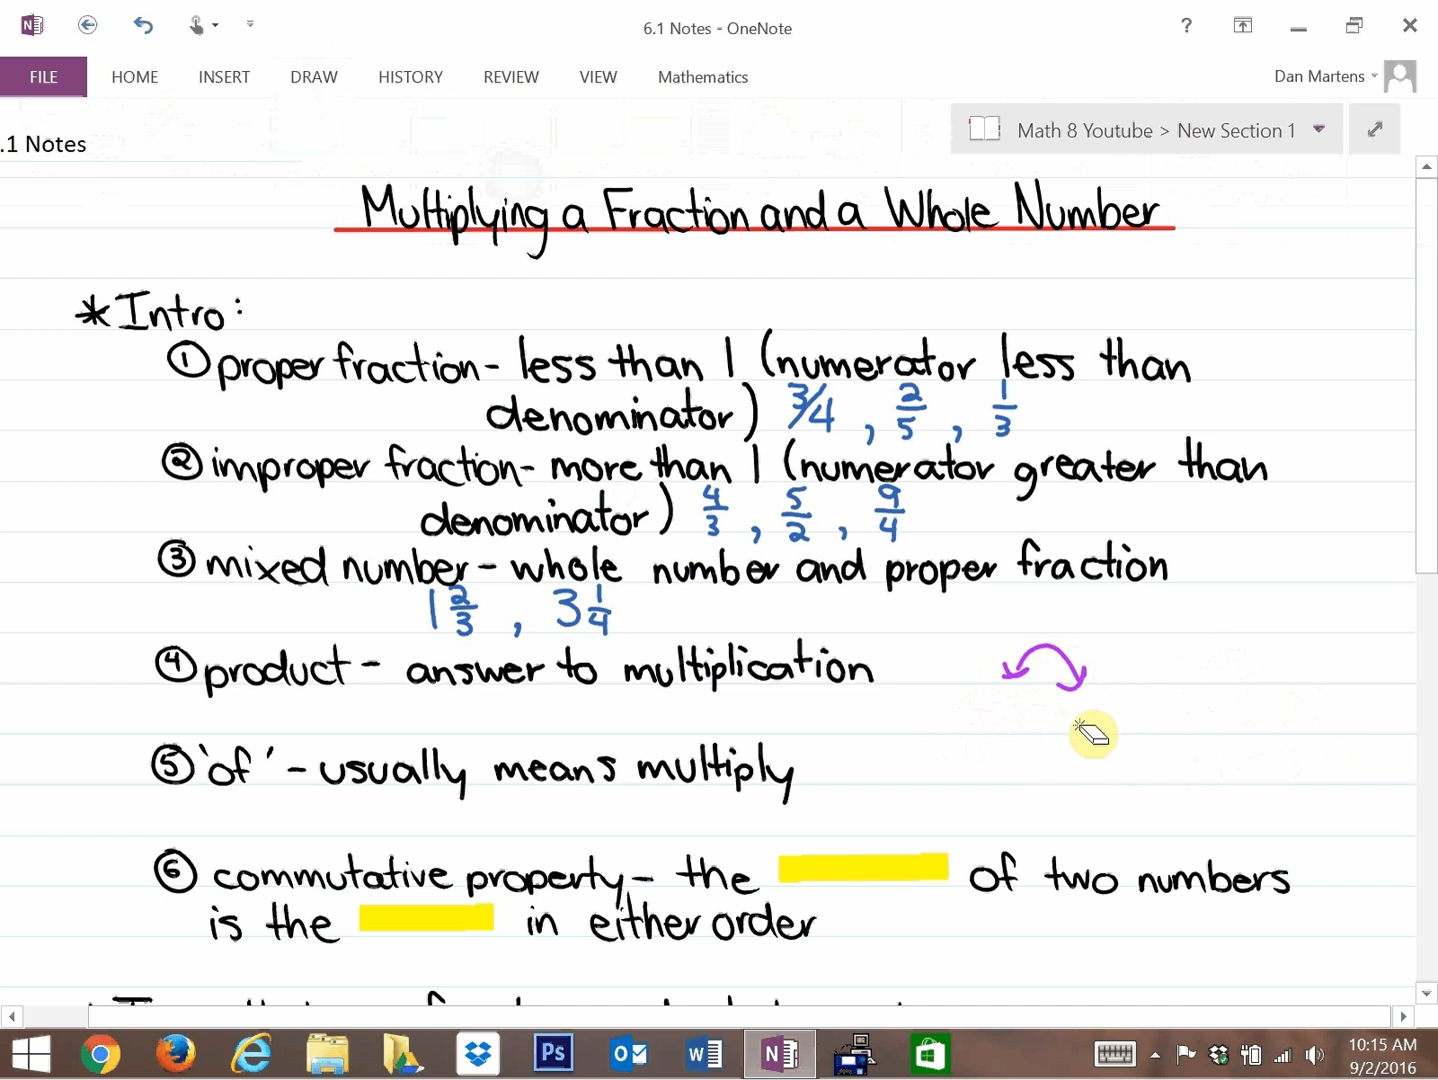 6.1 Notes - OneNote
?
FILE HOME INSERT DRAW HISTORY REVIEW VIEW Mathematics
Dan Martens
Math 8 Youtube > New Section 1
.1 Notes
Multiplying a Fraction and a Whole Number
*Intro:
① proper fraction - less than 1 (numerator less than
denominator) 3/4 , 2/5 , 1/3
② improper fraction - more than 1 (numerator greater than
denominator) 4/3 , 5/2 , 9/4
③ mixed number - whole number and proper fraction
1 2/3 , 3 1/4
④ product - answer to multiplication
⑤ 'of' - usually means multiply
⑥ commutative property - the of two numbers
is the in either order
Ps
10:15 AM
9/2/2016